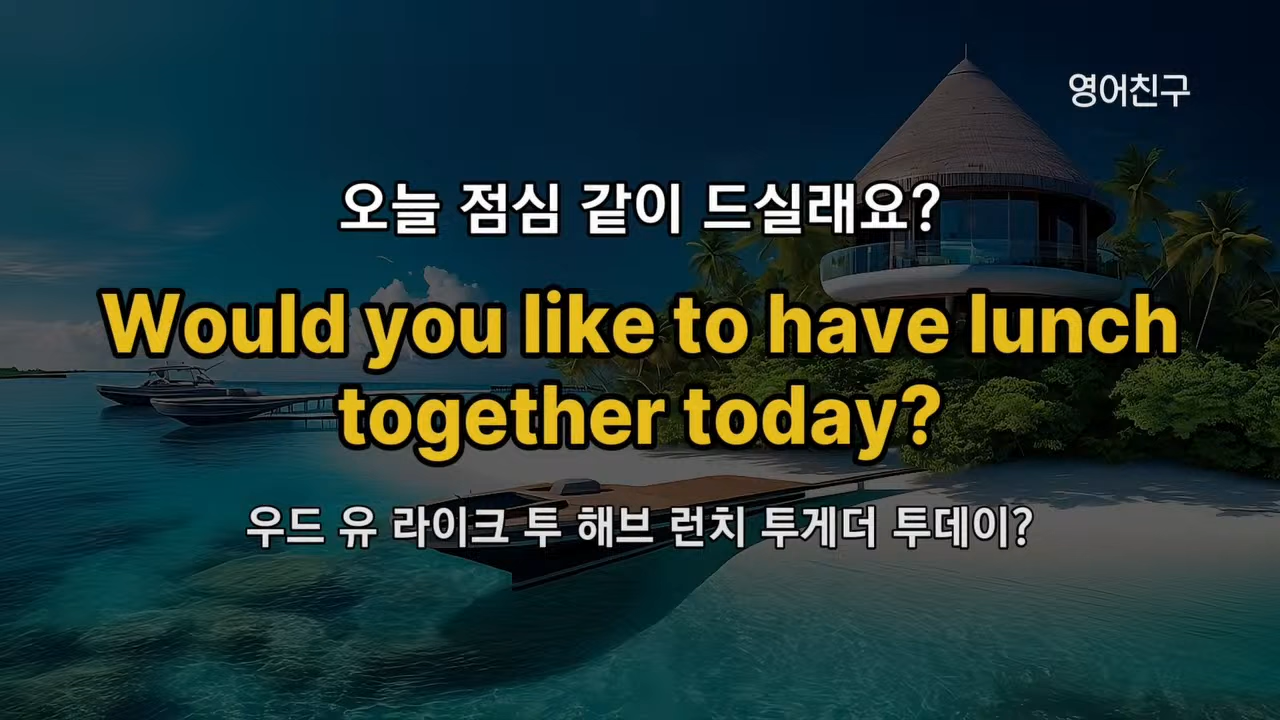 영어친구
오늘 점심 같이 드실래요?
Would you like to have lunch
together today?
우드 유 라이크 투 해브 런치 투게더 투데이?